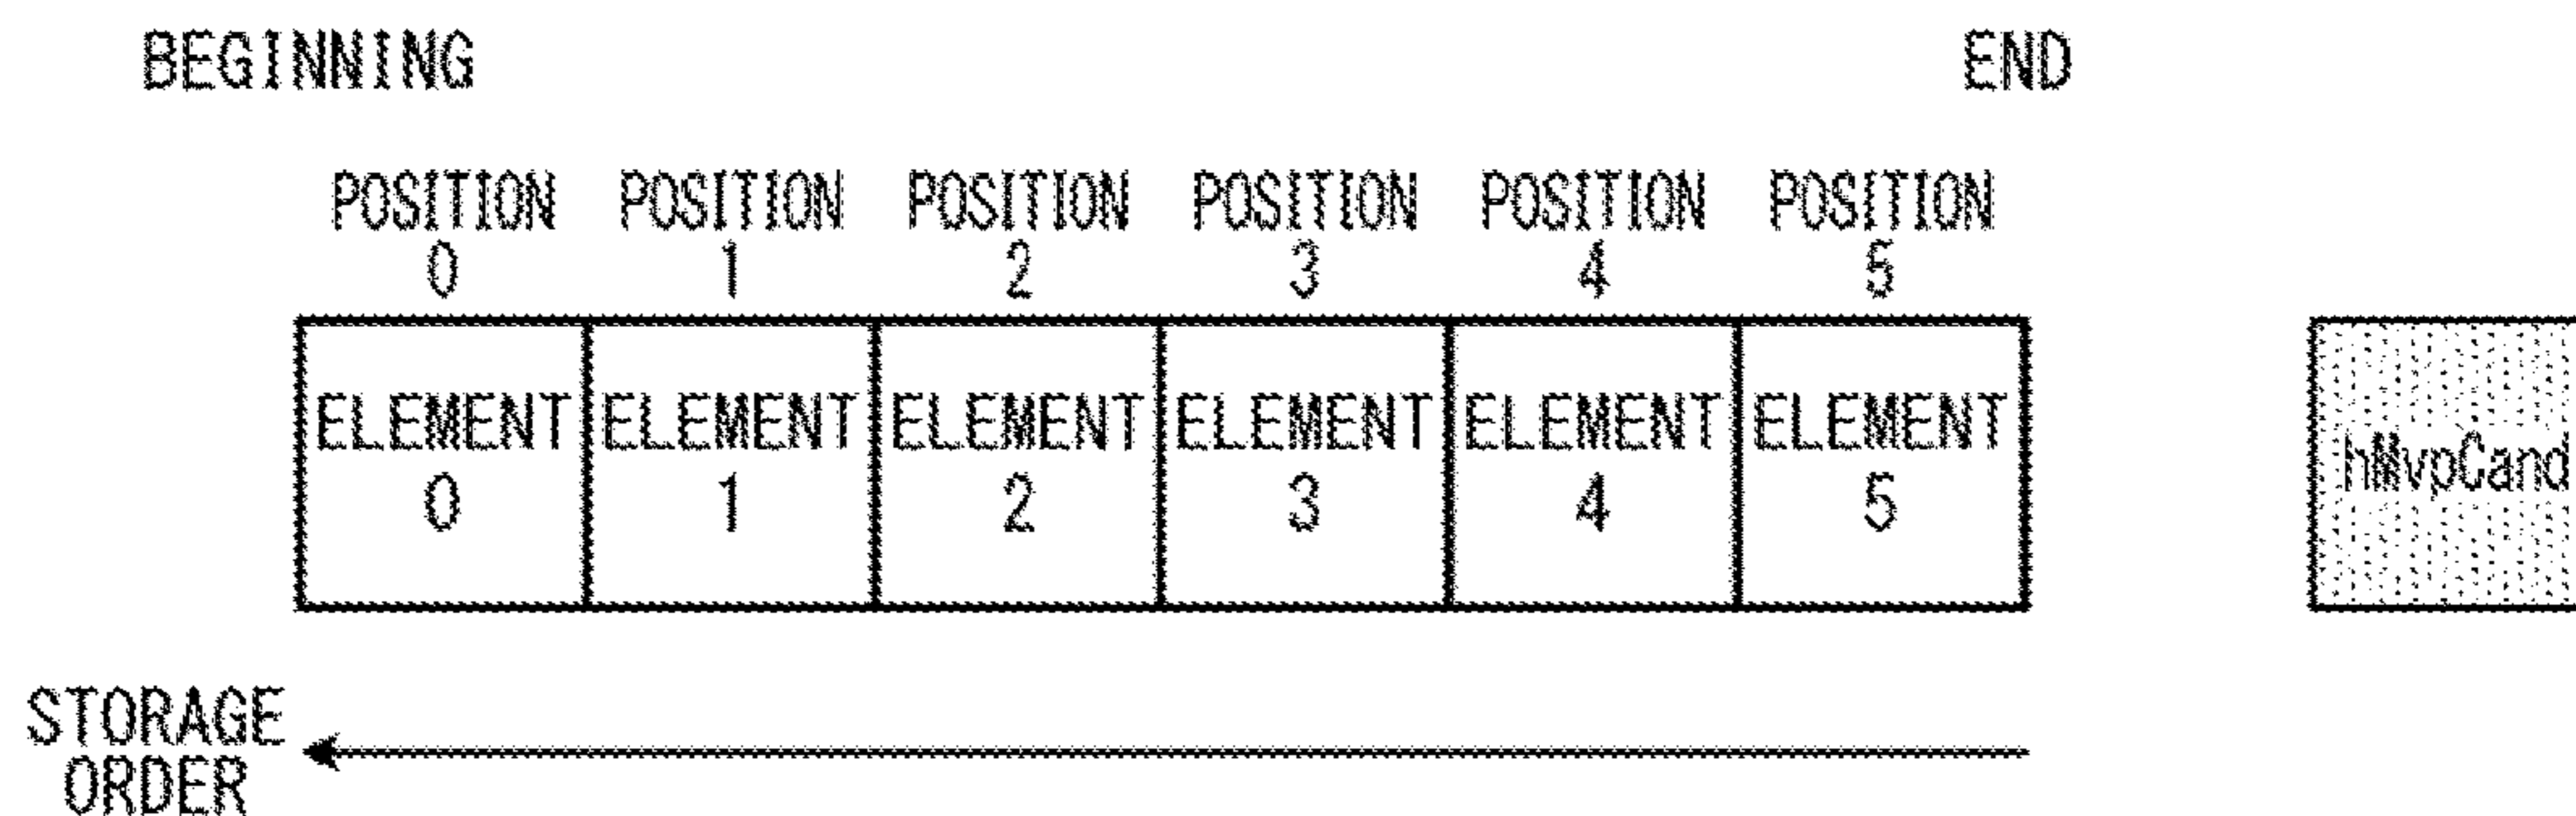 BEGINNING END
POSITION POSITION POSITION POSITION POSITION POSITION
0 1 2 3 4 5
ELEMENT ELEMENT ELEMENT ELEMENT ELEMENT ELEMENT
0 1 2 3 4 5
hMvpCand
STORAGE
ORDER